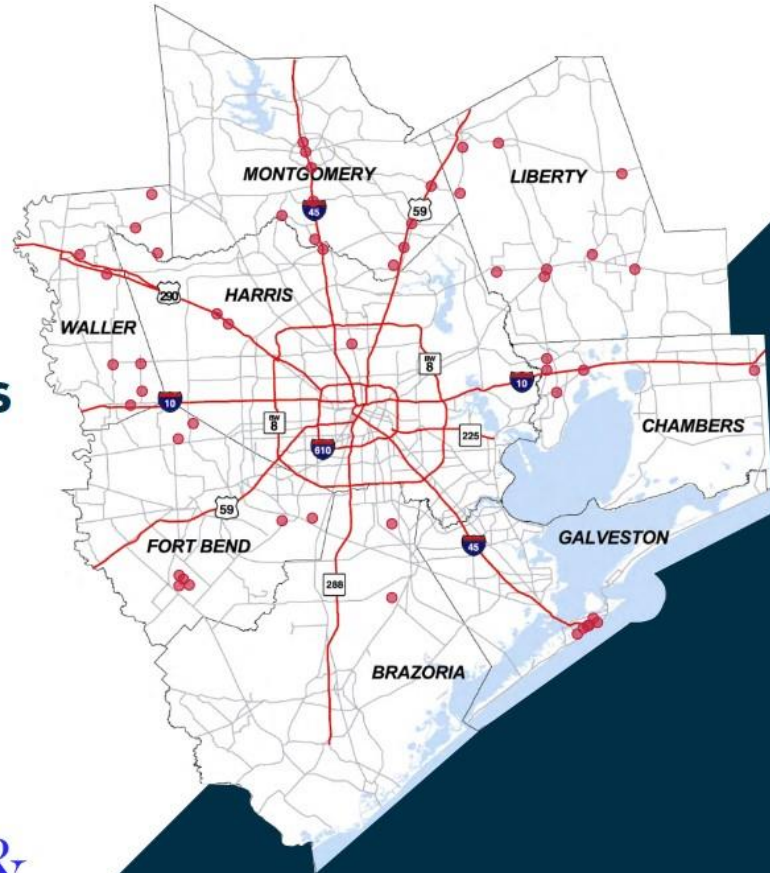 MONTGOMERY
LIBERTY
45
59
290
HARRIS
WALLER
BW
8
10
10
S
BW
8
CHAMBERS
225
610
59
GALVESTON
45
FORT BEND
288
BRAZORIA
&